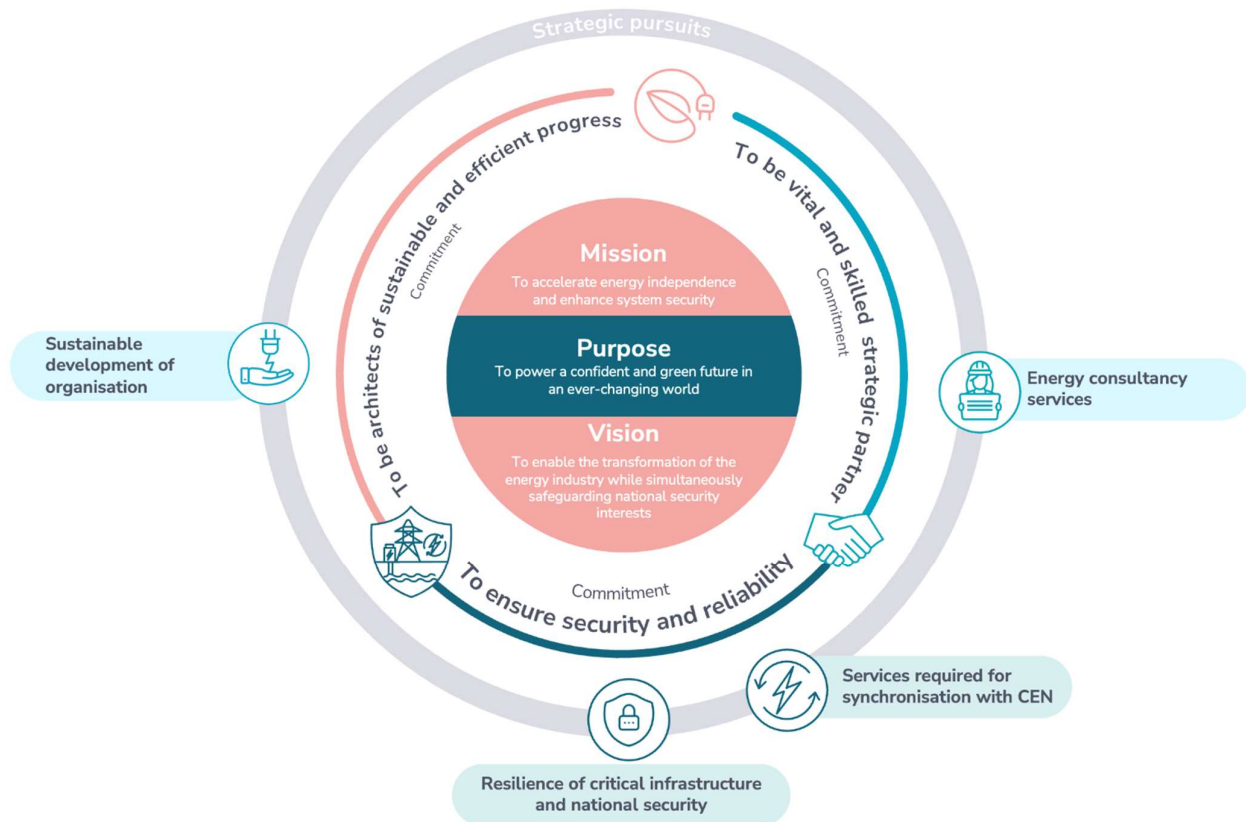 Strategic pursuits
To be architects of sustainable and efficient progress
Commitment
To be vital and skilled strategic partner
Commitment
Mission
To accelerate energy independence
and enhance system security
Purpose
To power a confident and green future in
an ever-changing world
Vision
To enable the transformation of the
energy industry while simultaneously
safeguarding national security
interests
Commitment
To ensure security and reliability
Sustainable
development of
organisation
Energy consultancy
services
Services required for
synchronisation with CEN
Resilience of critical infrastructure
and national security